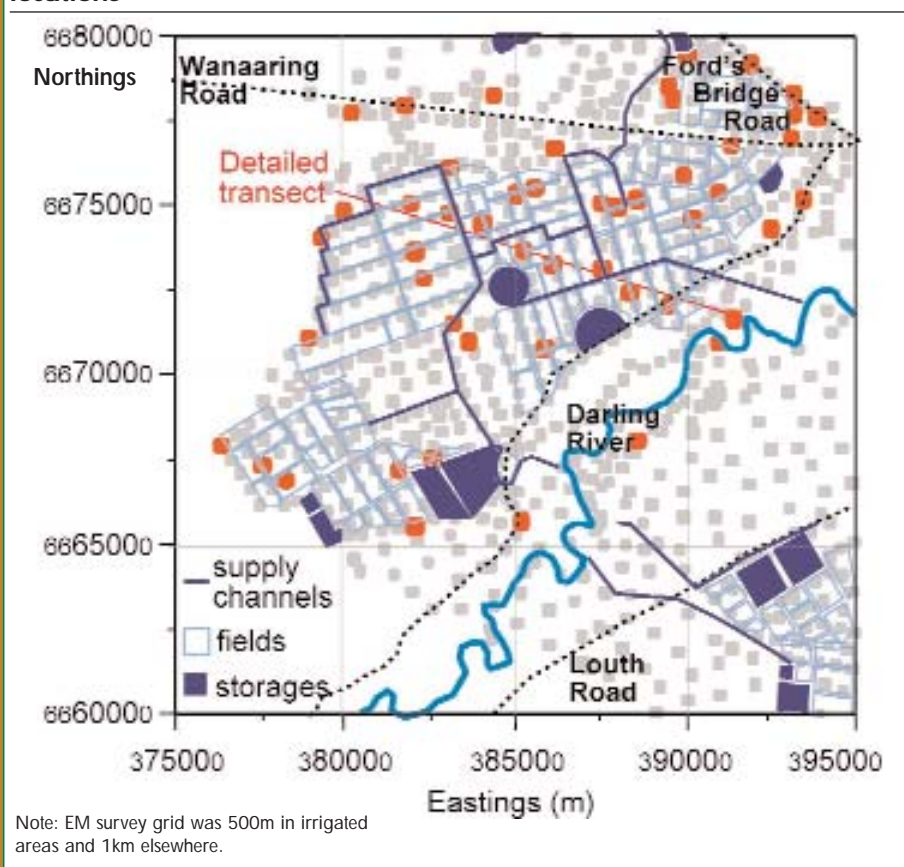 6680000
Northings
Wanaaring
Road
Ford's
Bridge
Road
Detailed
transect
6675000
6670000
Darling
River
6665000
supply
channels
fields
storages
Louth
Road
6660000
375000 380000 385000 390000 395000
Eastings (m)
Note: EM survey grid was 500m in irrigated
areas and 1km elsewhere.